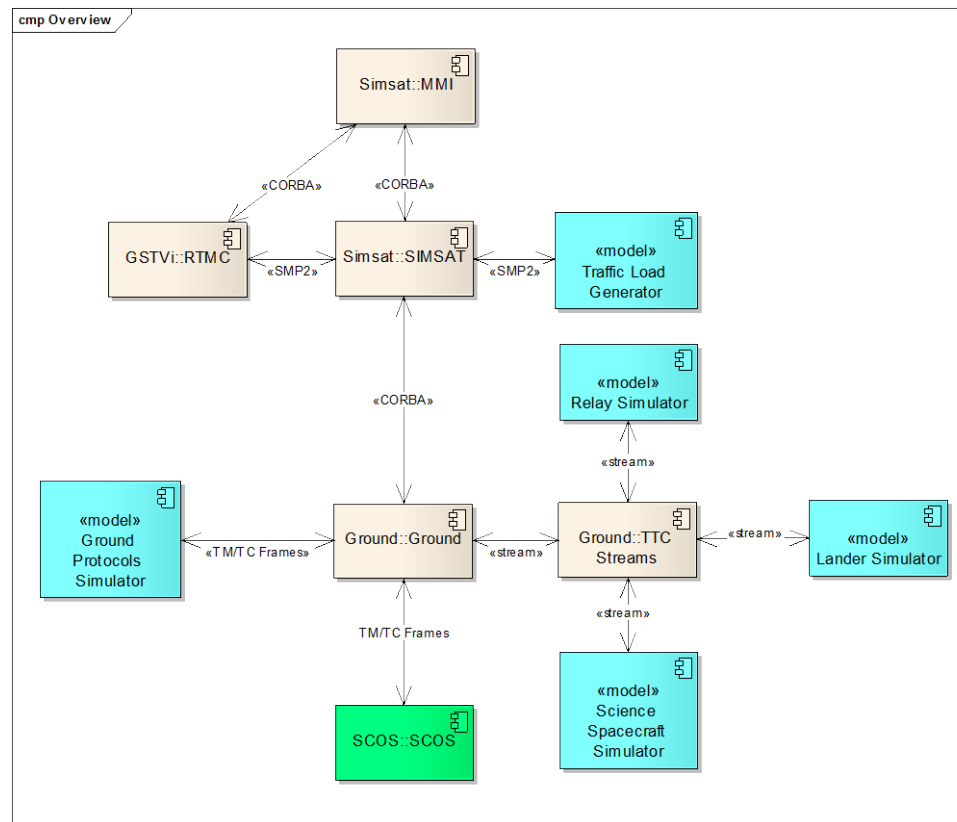 cmp Overview
Simsat::MMI
«CORBA»
«CORBA»
GSTVi::RTMC
«SMP2»
Simsat::SIMSAT
«SMP2»
«model»
Traffic Load
Generator
«CORBA»
«model»
Relay Simulator
«stream»
«model»
Ground
Protocols
Simulator
«TM/TC Frames»
Ground::Ground
«stream»
Ground::TTC
Streams
«stream»
«model»
Lander Simulator
«stream»
TM/TC Frames
«model»
Science
Spacecraft
Simulator
SCOS::SCOS